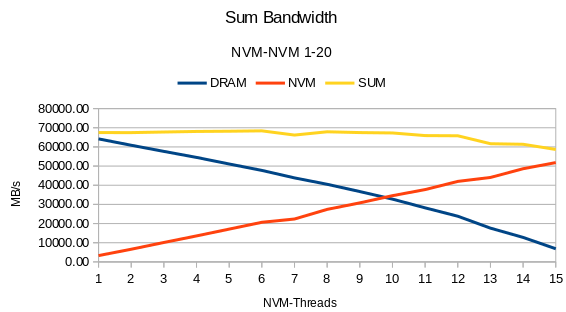 Sum Bandwidth
NVM-NVM 1-20
DRAM NVM SUM
80000.00
70000.00
60000.00
50000.00
40000.00
30000.00
20000.00
10000.00
0.00
MB/s
1 2 3 4 5 6 7 8 9 10 11 12 13 14 15
NVM-Threads